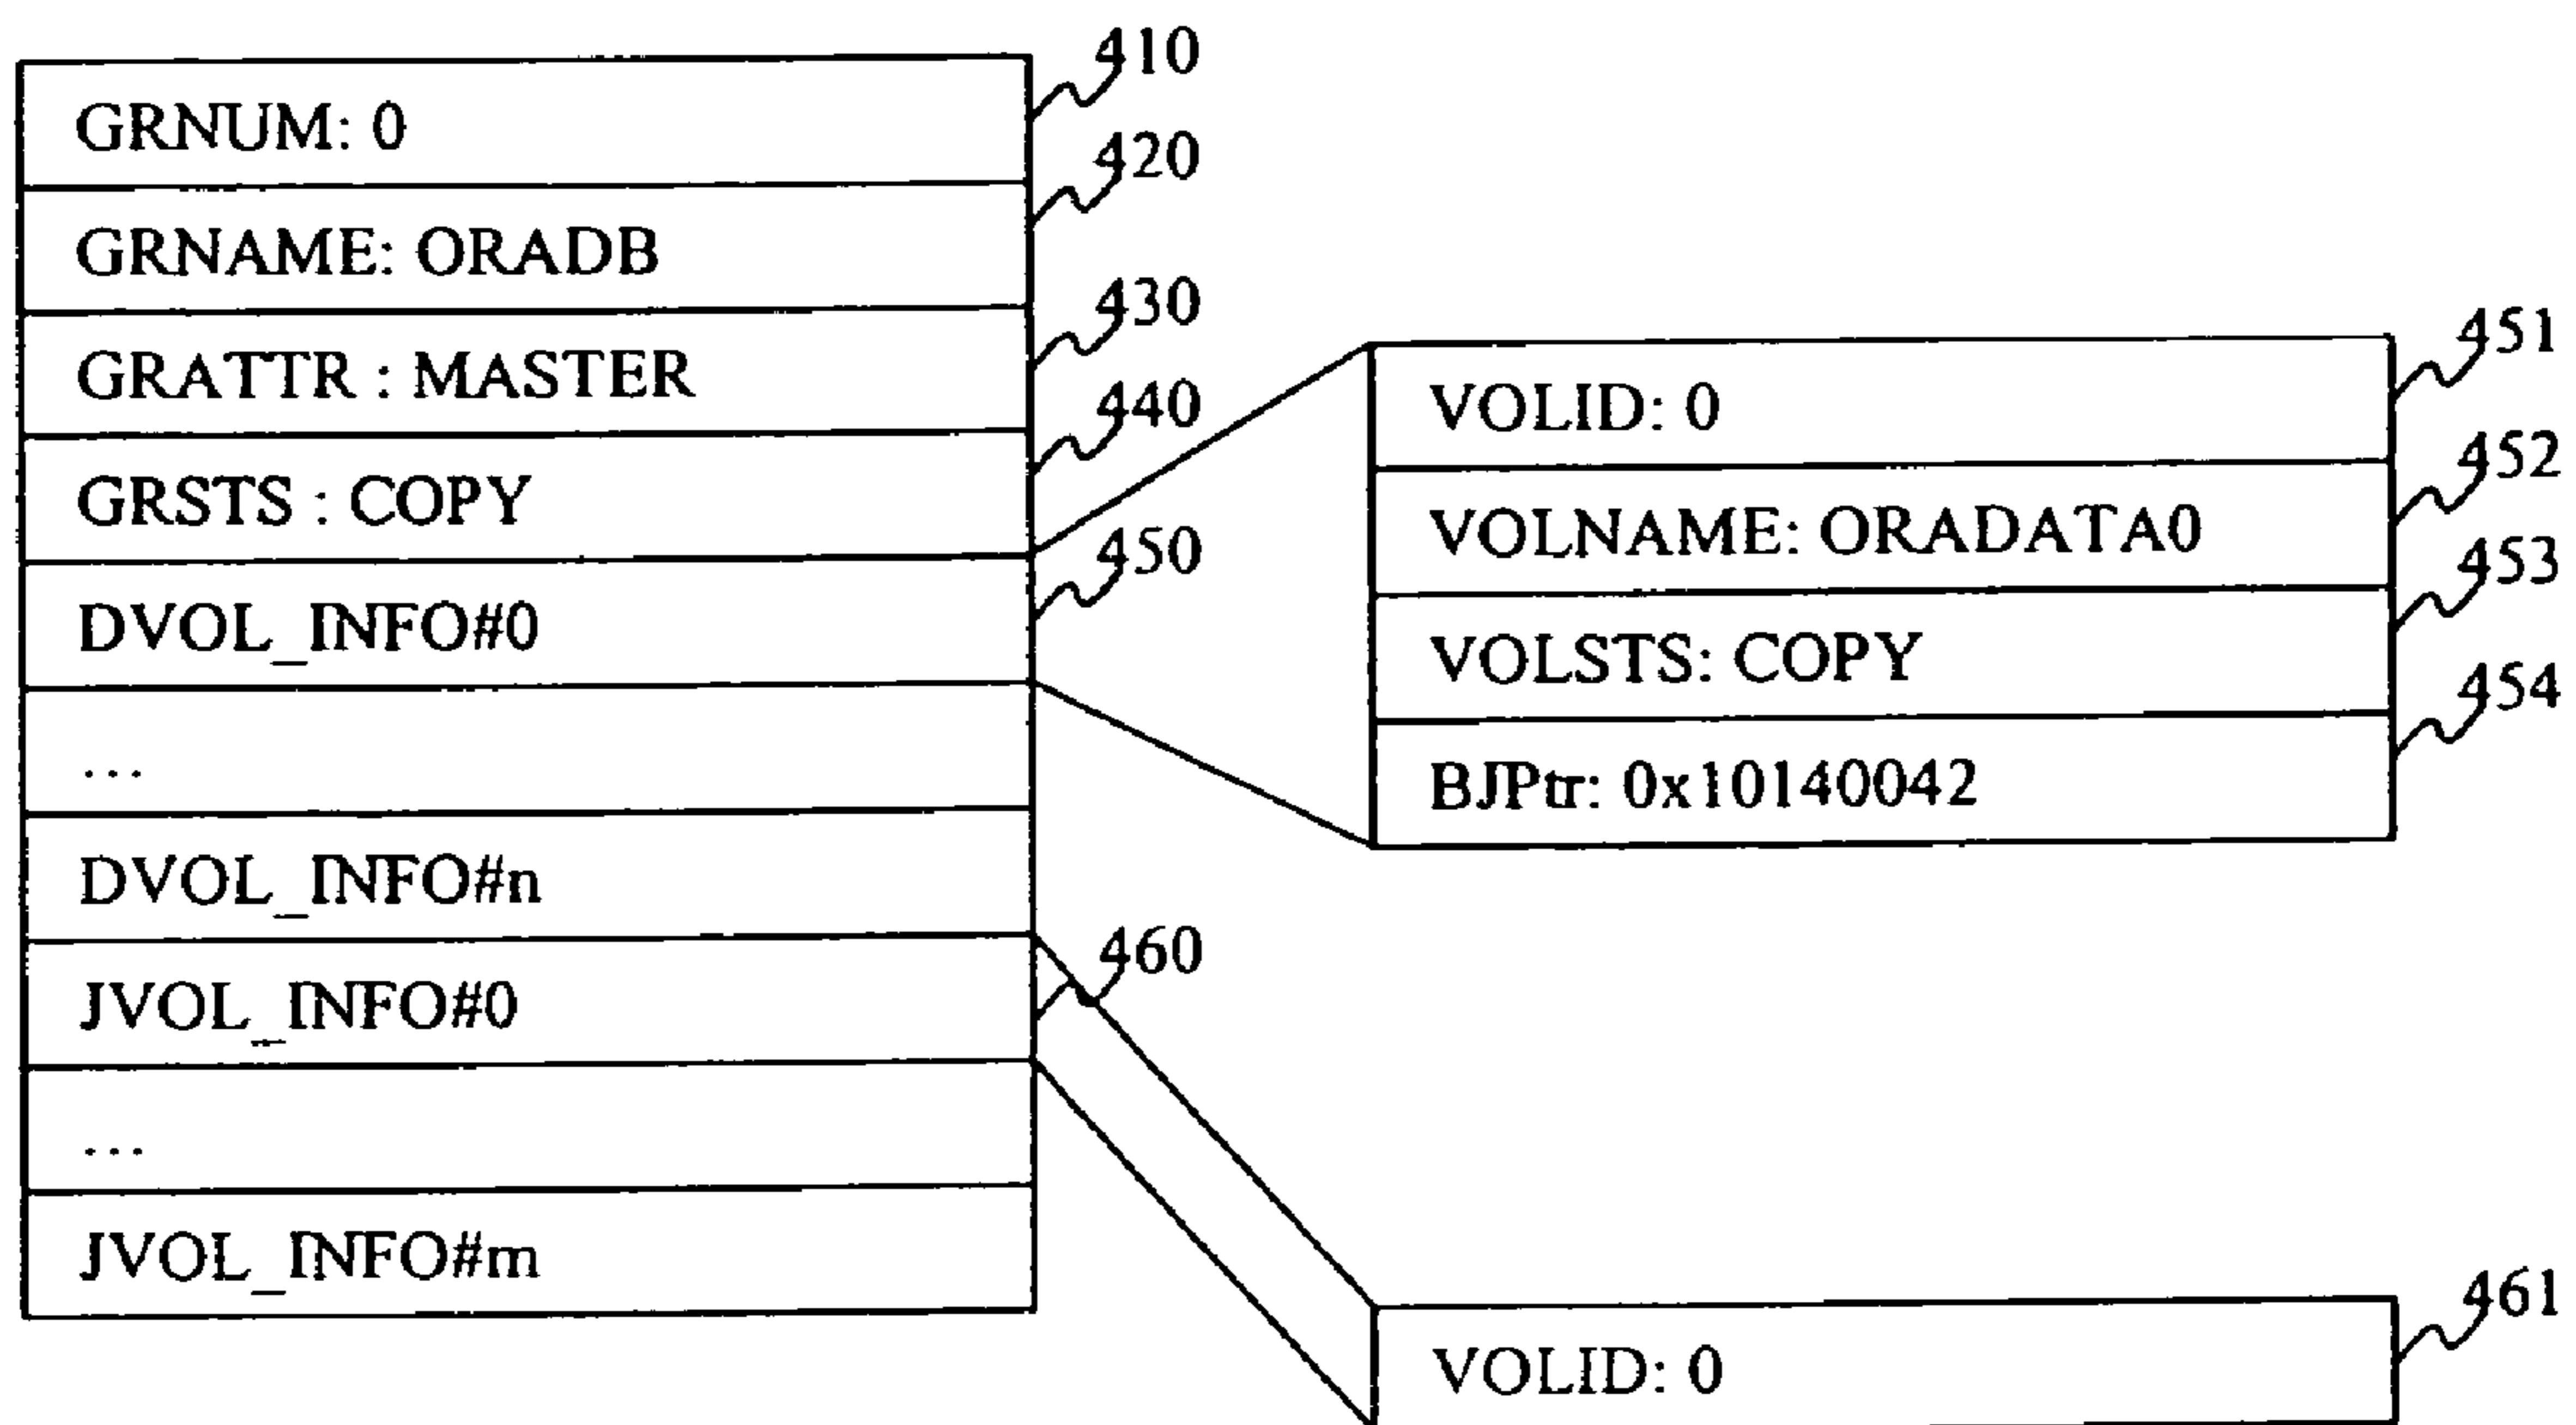 410
GRNUM: 0
420
GRNAME: ORADB
430
GRATTR : MASTER
440
GRSTS : COPY
450
DVOL_INFO#0
...
DVOL_INFO#n
460
JVOL_INFO#0
...
JVOL_INFO#m
451
VOLID: 0
452
VOLNAME: ORADATA0
453
VOLSTS: COPY
454
BJPtr: 0x10140042
461
VOLID: 0